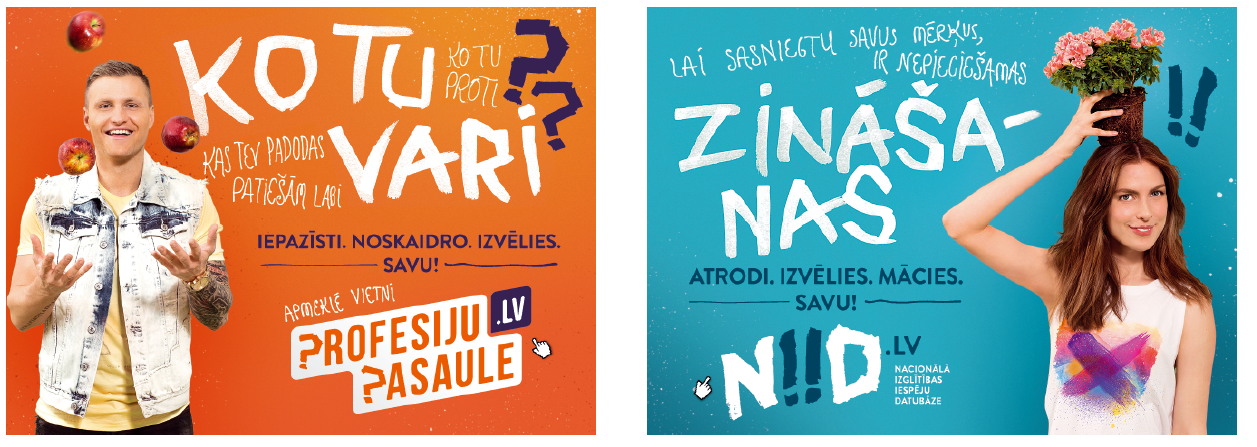 KO TU
VARI
KO TU
PROTI
??
KAS TEV PADODAS
PATIEŠĀM LABI
IEPAZĪSTI. NOSKAIDRO. IZVĒLIES.
SAVU!
APMEKLĒ VIETNI
?ROFESIJU.LV
?ASAULE
LAI SASNIEGTU SAVUS MĒRĶUS,
IR NEPIECIEŠAMAS
ZINĀŠA-
NAS
!!
ATRODI. IZVĒLIES. MĀCIES.
SAVU!
N!!D.LV
NACIONĀLĀ
IZGLĪTĪBAS
IESPĒJU
DATUBĀZE